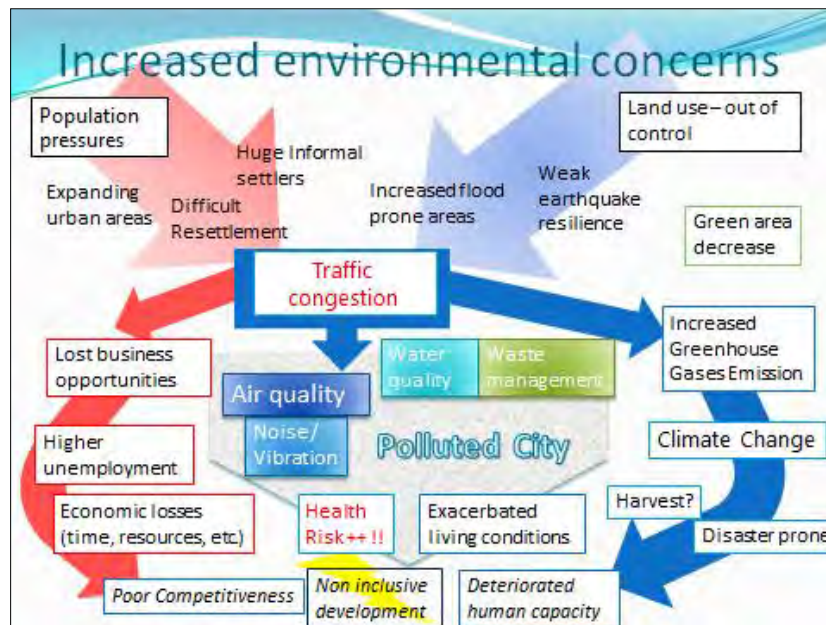 Increased environmental concerns
Population
pressures
Land use – out of
control
Huge Informal
settlers
Expanding
urban areas
Difficult
Resettlement
Increased flood
prone areas
Weak
earthquake
resilience
Green area
decrease
Traffic
congestion
Lost business
opportunities
Water
quality
Waste
management
Increased
Greenhouse
Gases Emission
Air quality
Noise/
Vibration
Polluted City
Higher
unemployment
Climate Change
Economic losses
(time, resources, etc.)
Health
Risk++ !!
Exacerbated
living conditions
Harvest?
Disaster prone
Poor Competitiveness
Non inclusive
development
Deteriorated
human capacity